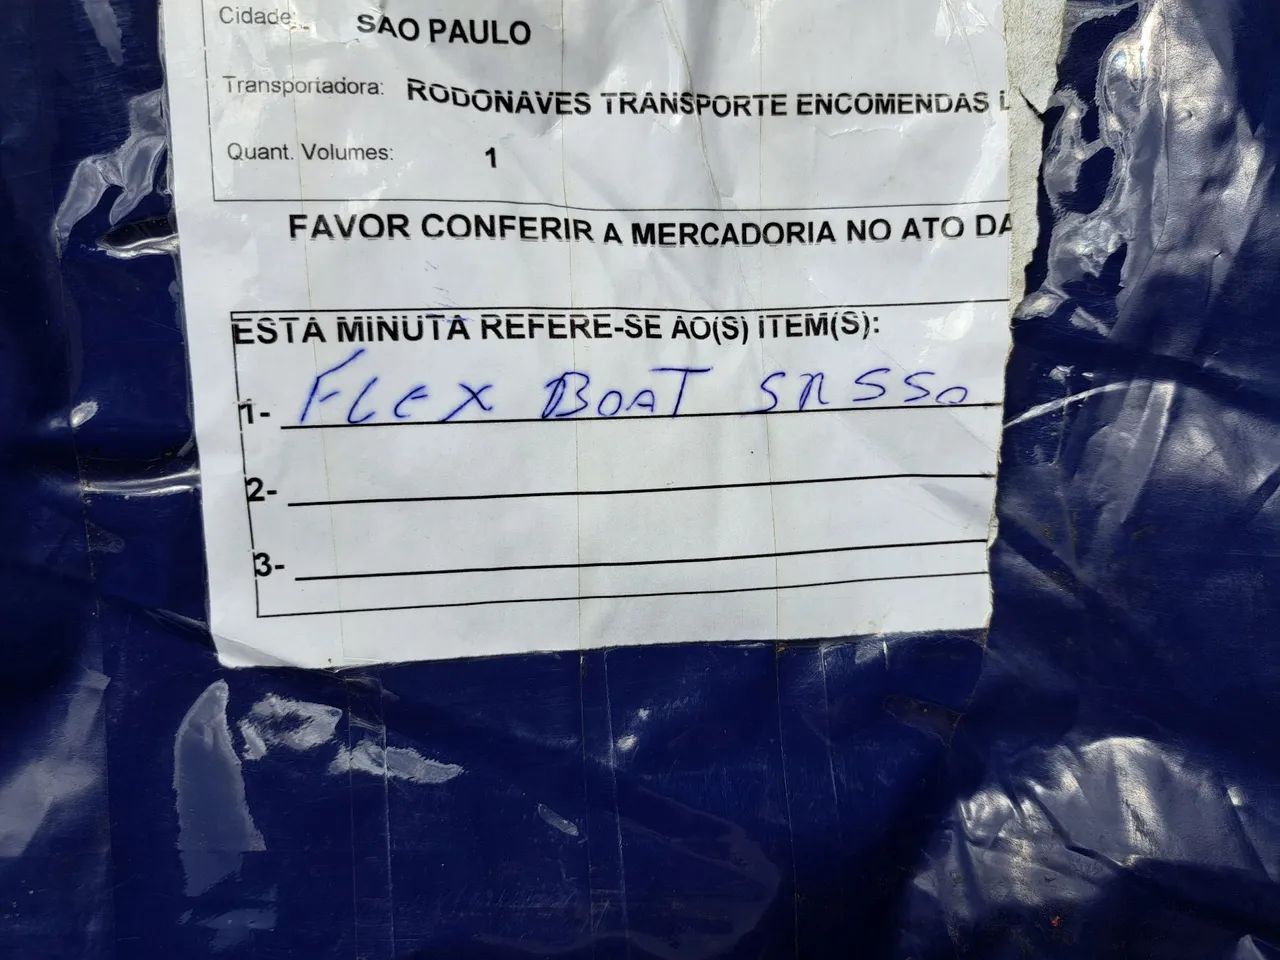 Cidade: SAO PAULO
Transportadora: RODONAVES TRANSPORTE ENCOMENDAS L
Quant. Volumes: 1
FAVOR CONFERIR A MERCADORIA NO ATO DA
ESTA MINUTA REFERE-SE AO(S) ITEM(S):
1- FLEX BOAT SR550
2-
3-